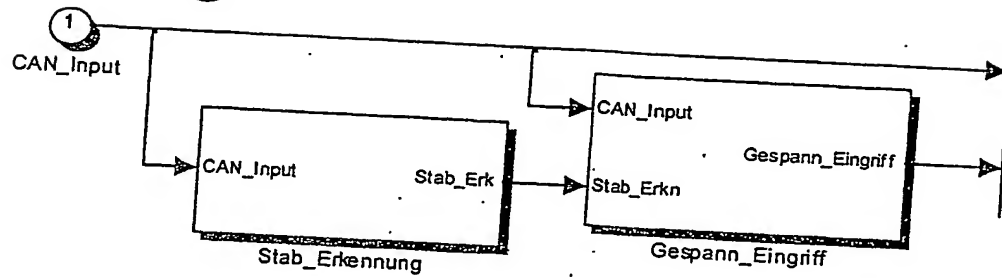 1
CAN_Input
CAN_Input
Stab_Erk
Stab_Erkennung
CAN_Input
Stab_Erkn
Gespann_Eingriff
Gespann_Eingriff